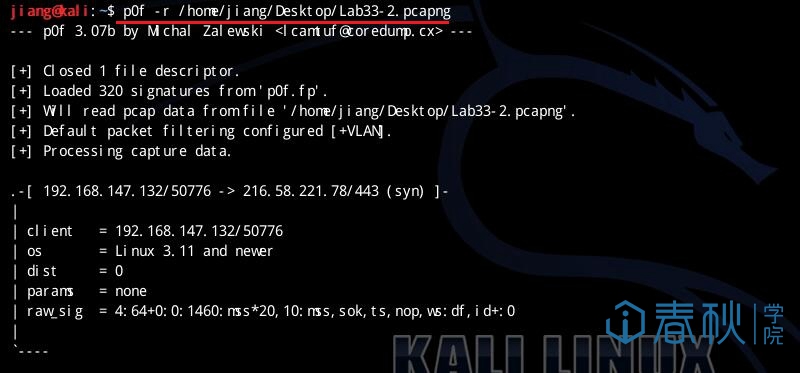 jiang@kali:~$ p0f -r /home/jiang/Desktop/Lab33-2.pcapng
--- p0f 3.07b by Michal Zalewski <lcamtuf@coredump.cx> ---
[+] Closed 1 file descriptor.
[+] Loaded 320 signatures from 'p0f.fp'.
[+] Will read pcap data from file '/home/jiang/Desktop/Lab33-2.pcapng'.
[+] Default packet filtering configured [+VLAN].
[+] Processing capture data.
.-[ 192.168.147.132/50776 -> 216.58.221.78/443 (syn) ]-
|
| client   = 192.168.147.132/50776
| os       = Linux 3.11 and newer
| dist     = 0
| params   = none
| raw_sig  = 4:64+0:0:1460:mss*20,10:mss,sok,ts,nop,ws:df,id+:0
|
`----
春秋学院
KALI LINUX